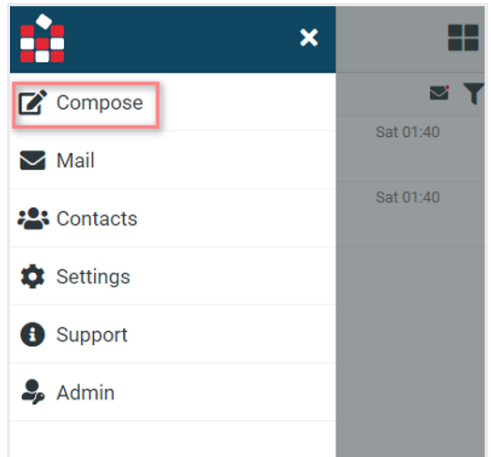 Compose
Sat 01:40
Mail
Sat 01:40
Contacts
Settings
Support
Admin